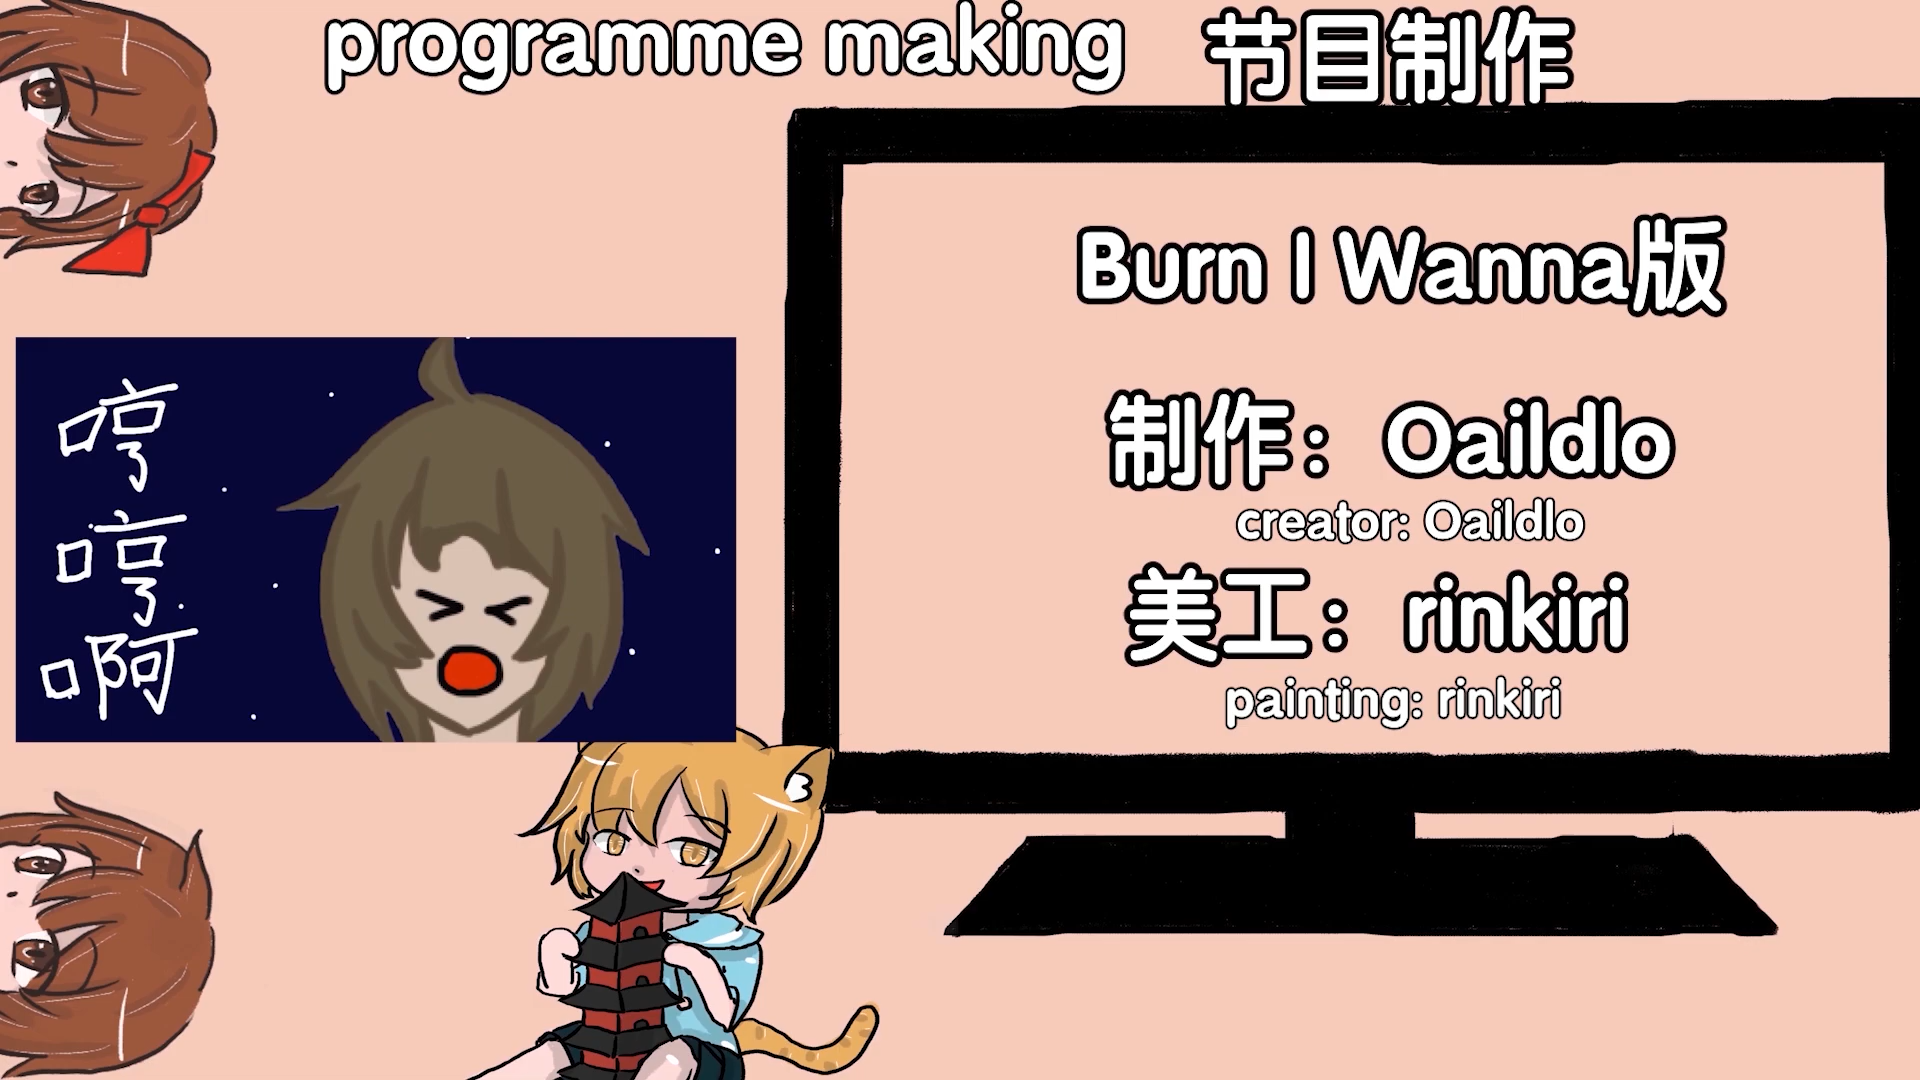 programme making 节目制作
Burn I Wanna版
制作：Oaildlo
creator: Oaildlo
美工：rinkiri
painting: rinkiri
哼
哼
啊